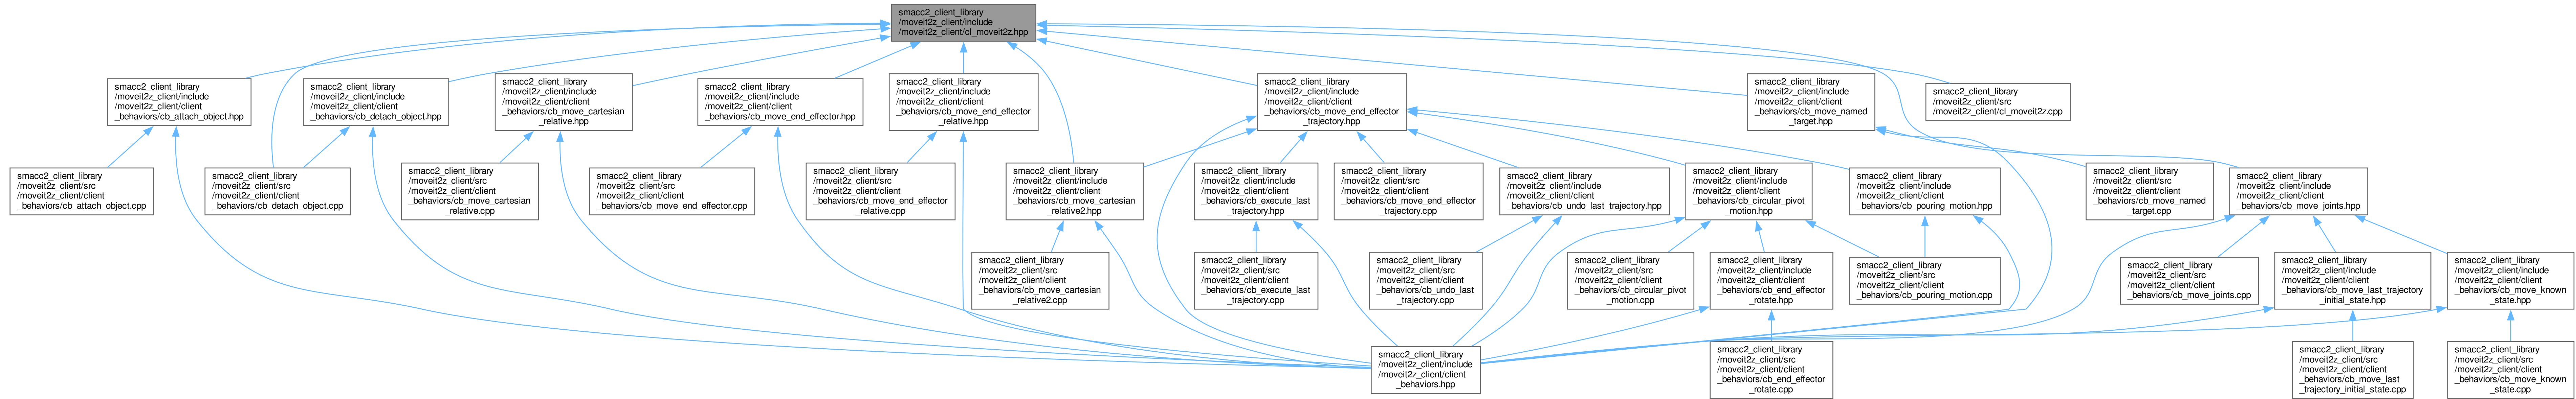 smacc2_client_library
/moveit2z_client/include
/moveit2z_client/cl_moveit2z.hpp
smacc2_client_library
/moveit2z_client/include
/moveit2z_client/client
_behaviors/cb_attach_object.hpp
smacc2_client_library
/moveit2z_client/include
/moveit2z_client/client
_behaviors/cb_detach_object.hpp
smacc2_client_library
/moveit2z_client/include
/moveit2z_client/client
_behaviors/cb_move_cartesian
_relative.hpp
smacc2_client_library
/moveit2z_client/include
/moveit2z_client/client
_behaviors/cb_move_end_effector.hpp
smacc2_client_library
/moveit2z_client/include
/moveit2z_client/client
_behaviors/cb_move_end_effector
_relative.hpp
smacc2_client_library
/moveit2z_client/include
/moveit2z_client/client
_behaviors/cb_move_end_effector
_trajectory.hpp
smacc2_client_library
/moveit2z_client/include
/moveit2z_client/client
_behaviors/cb_move_named
_target.hpp
smacc2_client_library
/moveit2z_client/src
/moveit2z_client/cl_moveit2z.cpp
smacc2_client_library
/moveit2z_client/src
/moveit2z_client/client
_behaviors/cb_attach_object.cpp
smacc2_client_library
/moveit2z_client/src
/moveit2z_client/client
_behaviors/cb_detach_object.cpp
smacc2_client_library
/moveit2z_client/src
/moveit2z_client/client
_behaviors/cb_move_cartesian
_relative.cpp
smacc2_client_library
/moveit2z_client/src
/moveit2z_client/client
_behaviors/cb_move_end_effector.cpp
smacc2_client_library
/moveit2z_client/src
/moveit2z_client/client
_behaviors/cb_move_end_effector
_relative.cpp
smacc2_client_library
/moveit2z_client/include
/moveit2z_client/client
_behaviors/cb_move_cartesian
_relative2.hpp
smacc2_client_library
/moveit2z_client/include
/moveit2z_client/client
_behaviors/cb_execute_last
_trajectory.hpp
smacc2_client_library
/moveit2z_client/src
/moveit2z_client/client
_behaviors/cb_move_end_effector
_trajectory.cpp
smacc2_client_library
/moveit2z_client/include
/moveit2z_client/client
_behaviors/cb_undo_last_trajectory.hpp
smacc2_client_library
/moveit2z_client/include
/moveit2z_client/client
_behaviors/cb_circular_pivot
_motion.hpp
smacc2_client_library
/moveit2z_client/include
/moveit2z_client/client
_behaviors/cb_pouring_motion.hpp
smacc2_client_library
/moveit2z_client/src
/moveit2z_client/client
_behaviors/cb_move_named
_target.cpp
smacc2_client_library
/moveit2z_client/include
/moveit2z_client/client
_behaviors/cb_move_joints.hpp
smacc2_client_library
/moveit2z_client/src
/moveit2z_client/client
_behaviors/cb_move_cartesian
_relative2.cpp
smacc2_client_library
/moveit2z_client/src
/moveit2z_client/client
_behaviors/cb_execute_last
_trajectory.cpp
smacc2_client_library
/moveit2z_client/src
/moveit2z_client/client
_behaviors/cb_undo_last
_trajectory.cpp
smacc2_client_library
/moveit2z_client/src
/moveit2z_client/client
_behaviors/cb_circular_pivot
_motion.cpp
smacc2_client_library
/moveit2z_client/include
/moveit2z_client/client
_behaviors/cb_end_effector
_rotate.hpp
smacc2_client_library
/moveit2z_client/src
/moveit2z_client/client
_behaviors/cb_pouring_motion.cpp
smacc2_client_library
/moveit2z_client/src
/moveit2z_client/client
_behaviors/cb_move_joints.cpp
smacc2_client_library
/moveit2z_client/include
/moveit2z_client/client
_behaviors/cb_move_last_trajectory
_initial_state.hpp
smacc2_client_library
/moveit2z_client/include
/moveit2z_client/client
_behaviors/cb_move_known
_state.hpp
smacc2_client_library
/moveit2z_client/include
/moveit2z_client/client
_behaviors.hpp
smacc2_client_library
/moveit2z_client/src
/moveit2z_client/client
_behaviors/cb_end_effector
_rotate.cpp
smacc2_client_library
/moveit2z_client/src
/moveit2z_client/client
_behaviors/cb_move_last
_trajectory_initial_state.cpp
smacc2_client_library
/moveit2z_client/src
/moveit2z_client/client
_behaviors/cb_move_known
_state.cpp